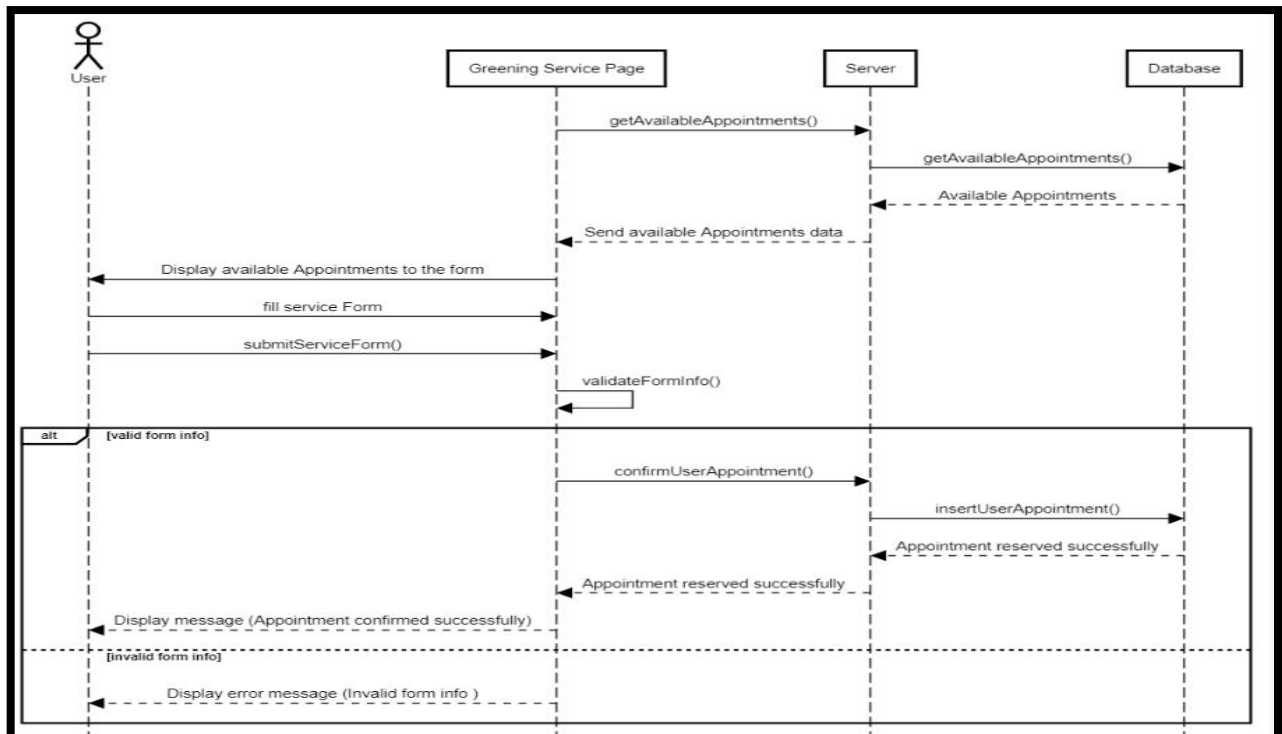 User
Greening Service Page
Server
Database
getAvailableAppointments()
getAvailableAppointments()
Available Appointments
Send available Appointments data
Display available Appointments to the form
fill service Form
submitServiceForm()
validateFormInfo()
alt
[valid form info]
confirmUserAppointment()
insertUserAppointment()
Appointment reserved successfully
Appointment reserved successfully
Display message (Appointment confirmed successfully)
[invalid form info]
Display error message (Invalid form info )